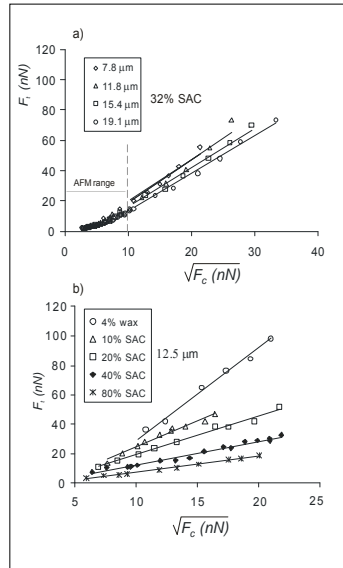 a)
F_t (nN)
100
80
60
40
20
0
7.8 μm
11.8 μm
15.4 μm
19.1 μm
32% SAC
AFM range
0 10 20 30 40
√F_c (nN)
b)
F_t (nN)
120
100
80
60
40
20
0
4% wax
10% SAC
20% SAC
40% SAC
80% SAC
12.5 μm
5 10 15 20 25
√F_c (nN)